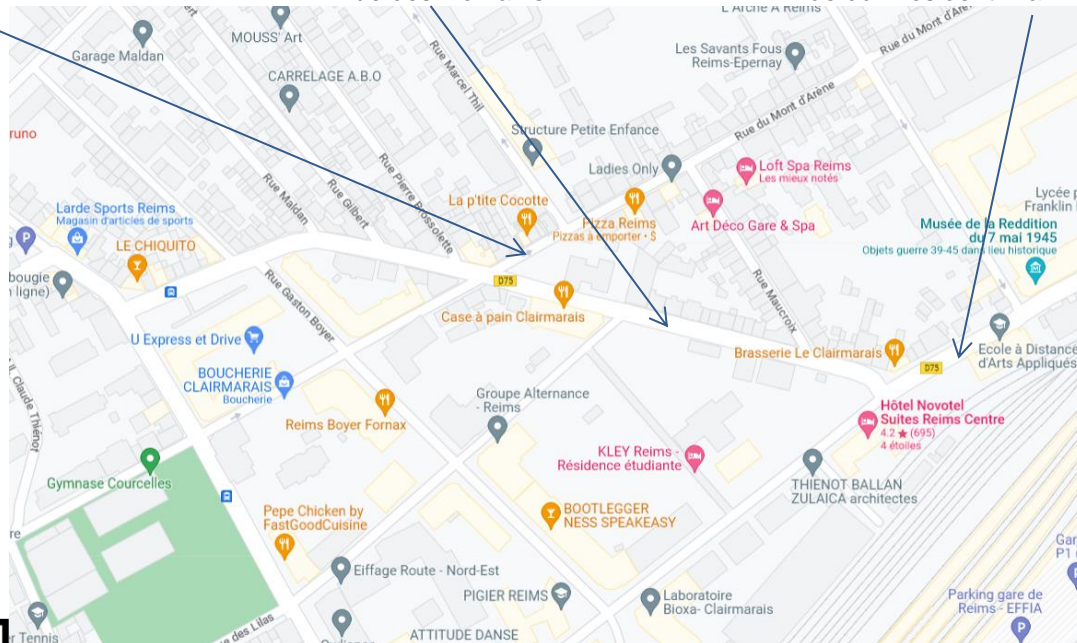 L'Arche À Reims
MOUSS' Art
Garage Maldan
Rue du Mont d'Arène
Les Savants Fous
Reims-Epernay
CARRELAGE A.B.O
Rue Marcel Thil
Structure Petite Enfance
Rue du Mont d'Arène
Ladies Only
Loft Spa Reims
Les mieux notés
Rue Maldan
Rue Gilbert
Rue Pierre Brossolette
La p'tite Cocotte
Pizza Reims
Pizzas à emporter • $
Art Déco Gare & Spa
Lycée
Franklin
Larde Sports Reims
Magasin d'articles de sports
LE CHIQUITO
Musée de la Reddition
du 7 mai 1945
Objets guerre 39-45 dans lieu historique
P
D75
Rue Gaston Boyer
Rue Maucroix
Case à pain Clairmarais
U Express et Drive
Brasserie Le Clairmarais
D75
Ecole à Distance
d'Arts Appliqués
BOUCHERIE
CLAIRMARAIS
Boucherie
Groupe Alternance
- Reims
Reims Boyer Fornax
Hôtel Novotel
Suites Reims Centre
4.2 ★ (695)
4 étoiles
KLEY Reims -
Résidence étudiante
Gymnase Courcelles
THIENOT BALLAN
ZULAICA architectes
Pepe Chicken by
FastGoodCuisine
BOOTLEGGER
NESS SPEAKEASY
Eiffage Route - Nord-Est
PIGIER REIMS
Laboratoire
Bioxa- Clairmarais
P1
Parking gare de
Reims - EFFIA
P
Tennis
des Lilas
ATTITUDE DANSE